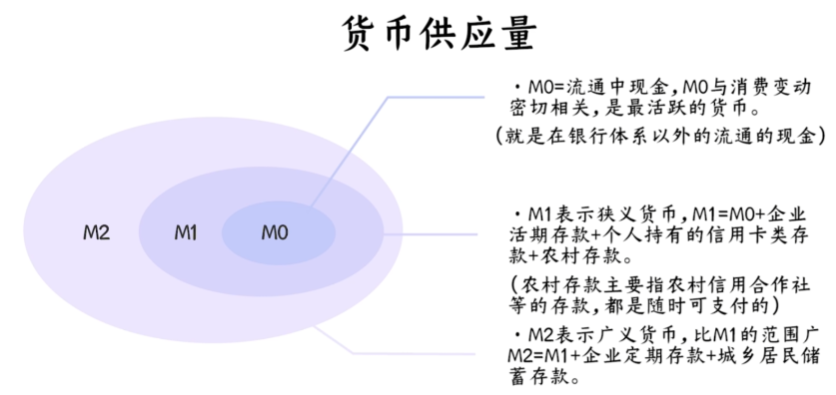 货币供应量
·M0=流通中现金，M0与消费变动
密切相关，是最活跃的货币。
(就是在银行体系以外的流通的现金)
M2 M1 M0
·M1表示狭义货币，M1=M0+企业
活期存款+个人持有的信用卡类存
款+农村存款。
(农村存款主要指农村信用合作社
等的存款，都是随时可支付的)
·M2表示广义货币，比M1的范围广
M2=M1+企业定期存款+城乡居民储
蓄存款。